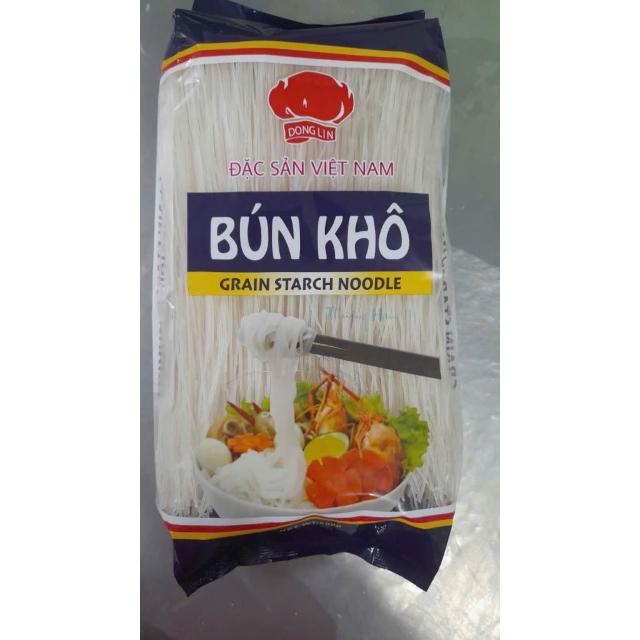 DONG LIN
ĐẶC SẢN VIỆT NAM
BÚN KHÔ
GRAIN STARCH NOODLE